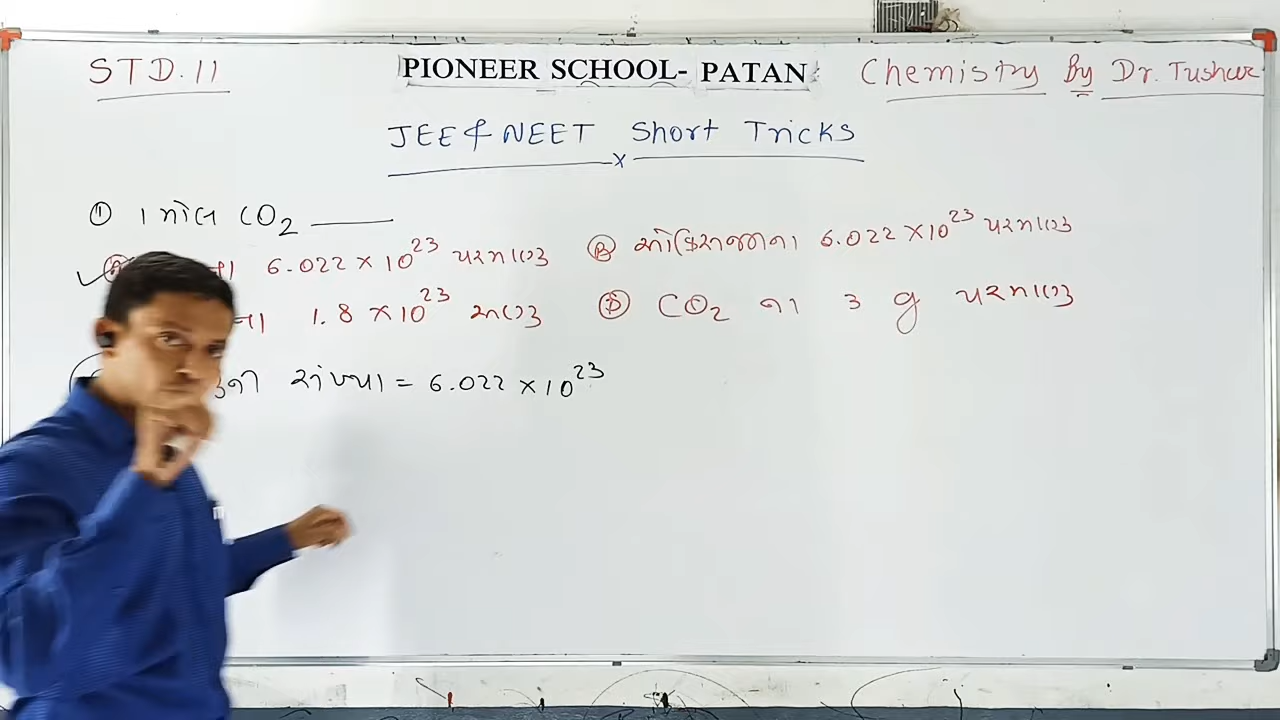 STD.11 PIONEER SCHOOL- PATAN Chemistry By Dr. Tushar
JEE & NEET Short Tricks
① 1 મોલ CO₂ ———
✓ Ⓐ ના 6.022 × 10²³ પરમાણુ Ⓑ ઓક્સિજનના 6.022 × 10²³ પરમાણુ
ના 1.8 × 10²³ અણુ Ⓓ CO₂ ના 3 g પરમાણુ
ની સંખ્યા = 6.022 × 10²³